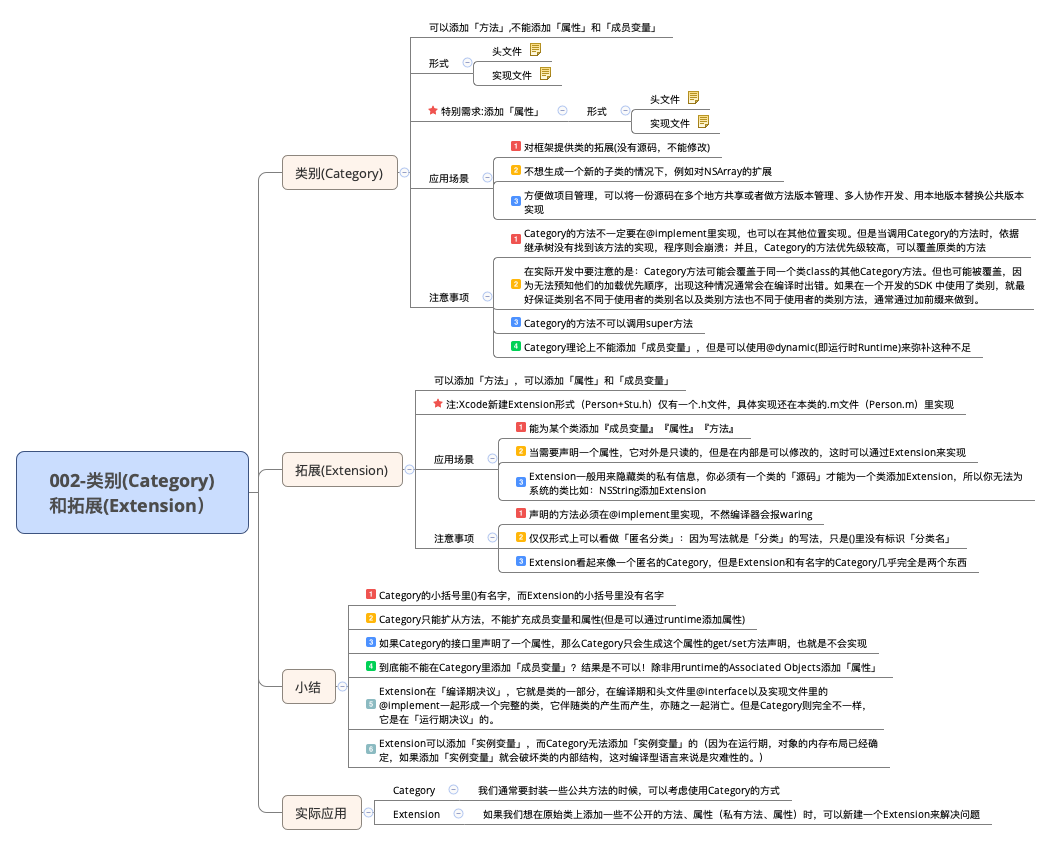 002-类别(Category)
和拓展(Extension）
类别(Category)
可以添加「方法」,不能添加「属性」和「成员变量」
形式
头文件
实现文件
特别需求:添加「属性」
形式
头文件
实现文件
应用场景
1 对框架提供类的拓展(没有源码，不能修改)
2 不想生成一个新的子类的情况下，例如对NSArray的扩展
3 方便做项目管理，可以将一份源码在多个地方共享或者做方法版本管理、多人协作开发、用本地版本替换公共版本
实现
注意事项
1 Category的方法不一定要在@implement里实现，也可以在其他位置实现。但是当调用Category的方法时，依据
继承树没有找到该方法的实现，程序则会崩溃；并且，Category的方法优先级较高，可以覆盖原类的方法
2 在实际开发中要注意的是：Category方法可能会覆盖于同一个类class的其他Category方法。但也可能被覆盖，因
为无法预知他们的加载优先顺序，出现这种情况通常会在编译时出错。如果在一个开发的SDK 中使用了类别，就最
好保证类别名不同于使用者的类别名以及类别方法也不同于使用者的类别方法，通常通过加前缀来做到。
3 Category的方法不可以调用super方法
4 Category理论上不能添加「成员变量」，但是可以使用@dynamic(即运行时Runtime)来弥补这种不足
拓展(Extension)
可以添加「方法」，可以添加「属性」和「成员变量」
注:Xcode新建Extension形式（Person+Stu.h）仅有一个.h文件，具体实现还在本类的.m文件（Person.m）里实现
应用场景
1 能为某个类添加『成员变量』『属性』『方法』
2 当需要声明一个属性，它对外是只读的，但是在内部是可以修改的，这时可以通过Extension来实现
3 Extension一般用来隐藏类的私有信息，你必须有一个类的「源码」才能为一个类添加Extension，所以你无法为
系统的类比如：NSString添加Extension
注意事项
1 声明的方法必须在@implement里实现，不然编译器会报waring
2 仅仅形式上可以看做「匿名分类」：因为写法就是「分类」的写法，只是()里没有标识「分类名」
3 Extension看起来像一个匿名的Category，但是Extension和有名字的Category几乎完全是两个东西
小结
1 Category的小括号里()有名字，而Extension的小括号里没有名字
2 Category只能扩从方法，不能扩充成员变量和属性(但是可以通过runtime添加属性)
3 如果Category的接口里声明了一个属性，那么Category只会生成这个属性的get/set方法声明，也就是不会实现
4 到底能不能在Category里添加「成员变量」？结果是不可以！除非用runtime的Associated Objects添加「属性」
5 Extension在「编译期决议」，它就是类的一部分，在编译期和头文件里@interface以及实现文件里的
@implement一起形成一个完整的类，它伴随类的产生而产生，亦随之一起消亡。但是Category则完全不一样，
它是在「运行期决议」的。
6 Extension可以添加「实例变量」，而Category无法添加「实例变量」的（因为在运行期，对象的内存布局已经确
定，如果添加「实例变量」就会破坏类的内部结构，这对编译型语言来说是灾难性的。)
实际应用
Category
我们通常要封装一些公共方法的时候，可以考虑使用Category的方式
Extension
如果我们想在原始类上添加一些不公开的方法、属性（私有方法、属性）时，可以新建一个Extension来解决问题